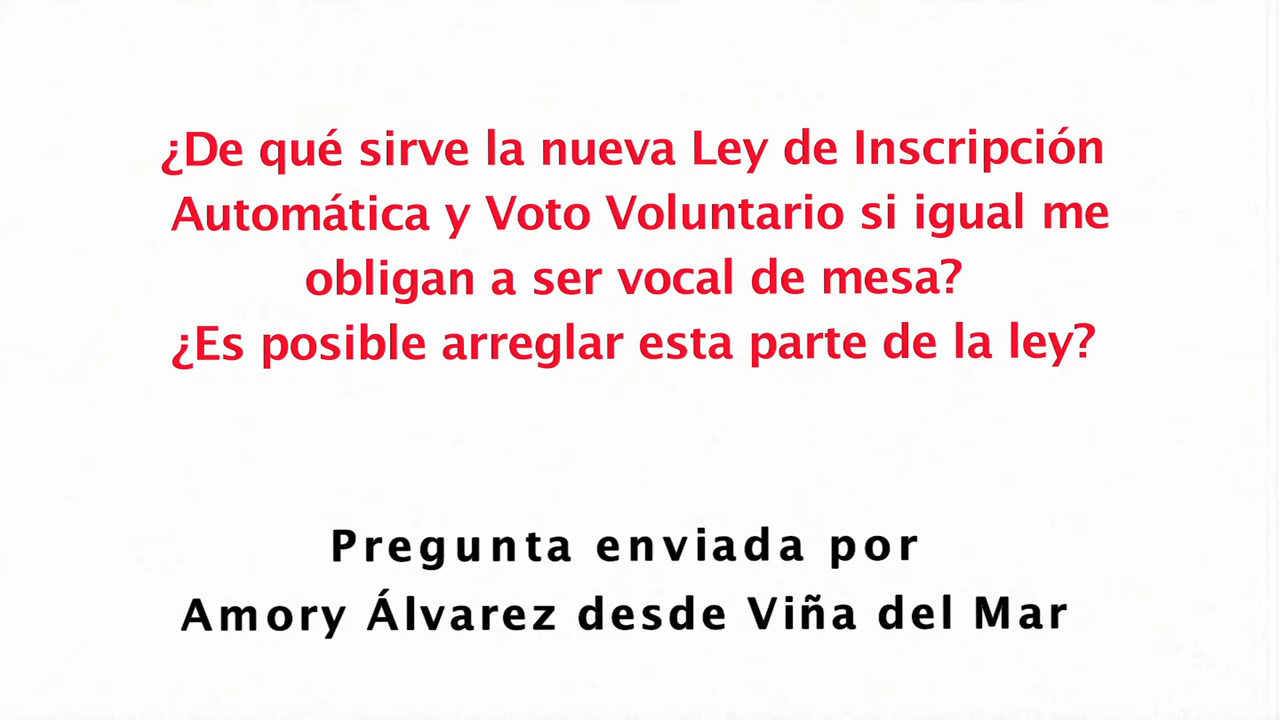 ¿De qué sirve la nueva Ley de Inscripción
Automática y Voto Voluntario si igual me
obligan a ser vocal de mesa?
¿Es posible arreglar esta parte de la ley?
Pregunta enviada por
Amory Álvarez desde Viña del Mar